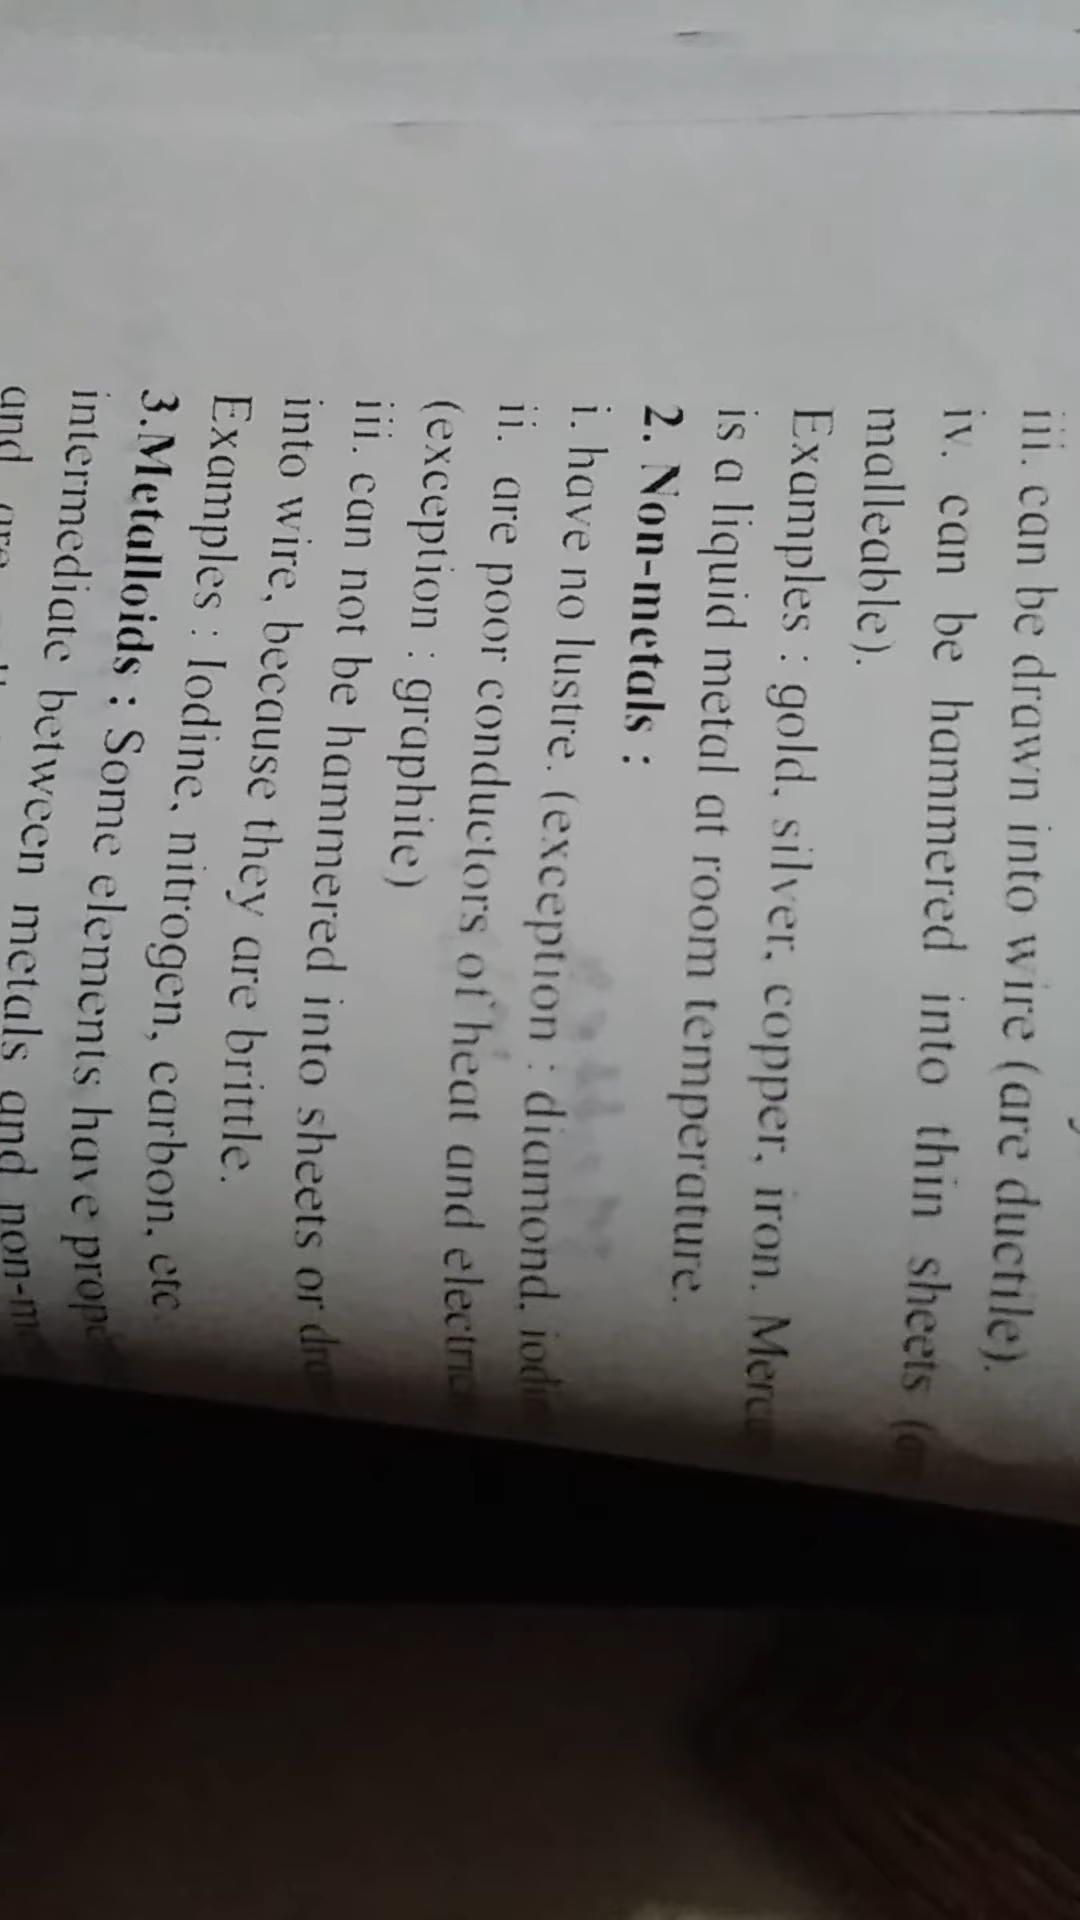 iii. can be drawn into wire (are ductile).
iv. can be hammered into thin sheets
malleable).
Examples : gold, silver, copper, iron.
is a liquid metal at room temperature.
2. Non-metals :
i. have no lustre. (exception : diamond,
ii. are poor conductors of heat and
(exception : graphite)
iii. can not be hammered into sheets or
into wire, because they are brittle.
Examples : Iodine, nitrogen, carbon, etc.
3.Metalloids : Some elements have
intermediate between metals and
and